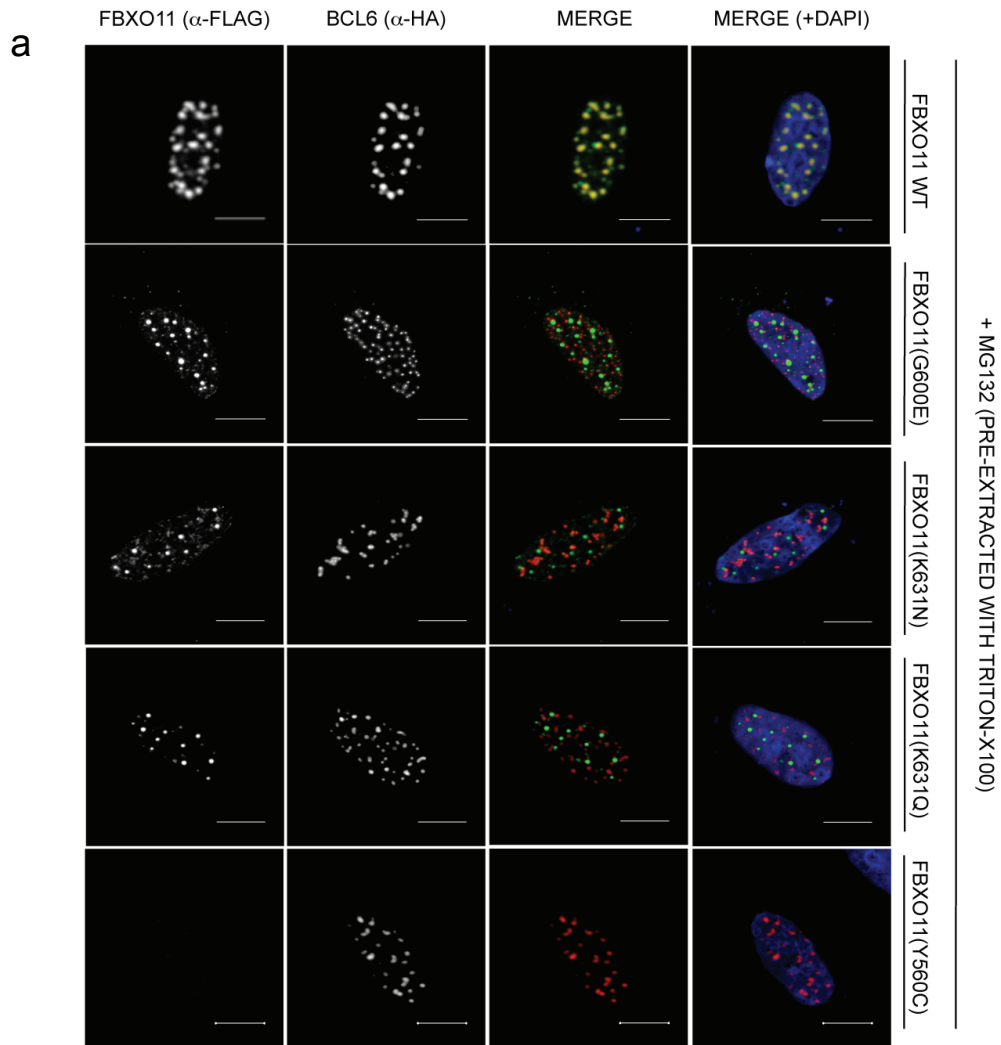 a
FBXO11 (α-FLAG)
BCL6 (α-HA)
MERGE
MERGE (+DAPI)
FBXO11 WT
FBXO11(G600E)
FBXO11(K631N)
FBXO11(K631Q)
FBXO11(Y560C)
+ MG132 (PRE-EXTRACTED WITH TRITON-X100)